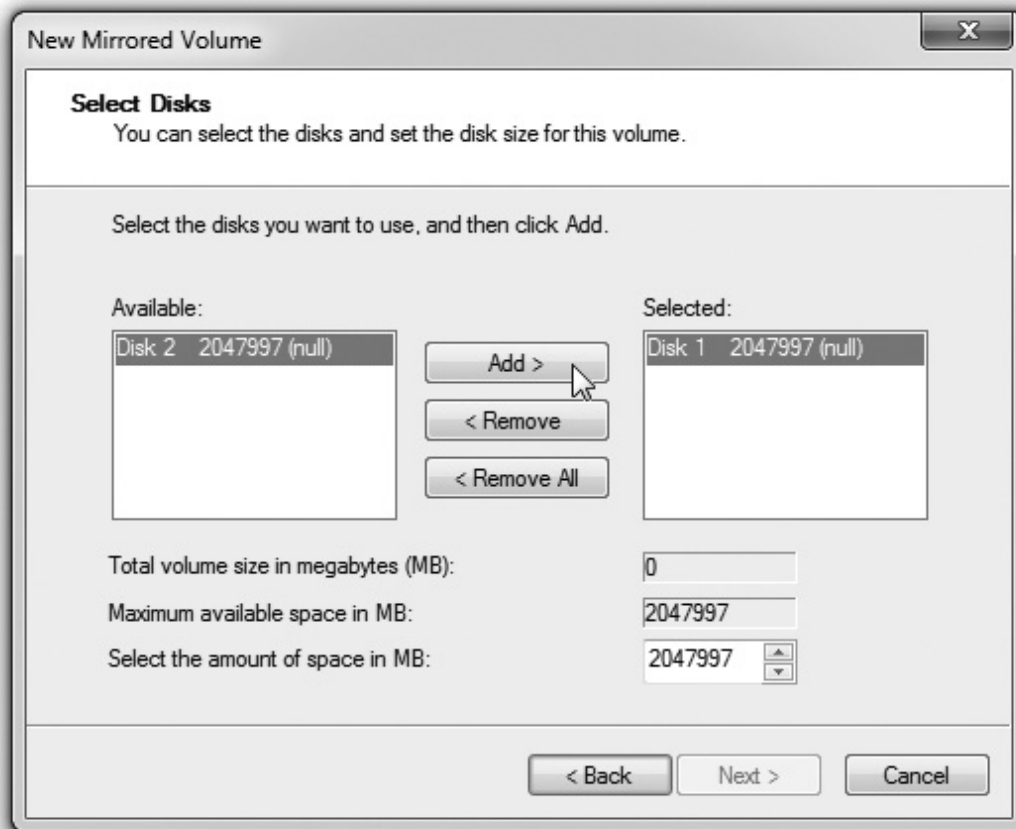 New Mirrored Volume
X
Select Disks
You can select the disks and set the disk size for this volume.
Select the disks you want to use, and then click Add.
Available:
Selected:
Disk 2 2047997 (null)
Disk 1 2047997 (null)
Add >
< Remove
< Remove All
Total volume size in megabytes (MB):
0
Maximum available space in MB:
2047997
Select the amount of space in MB:
2047997
< Back
Next >
Cancel